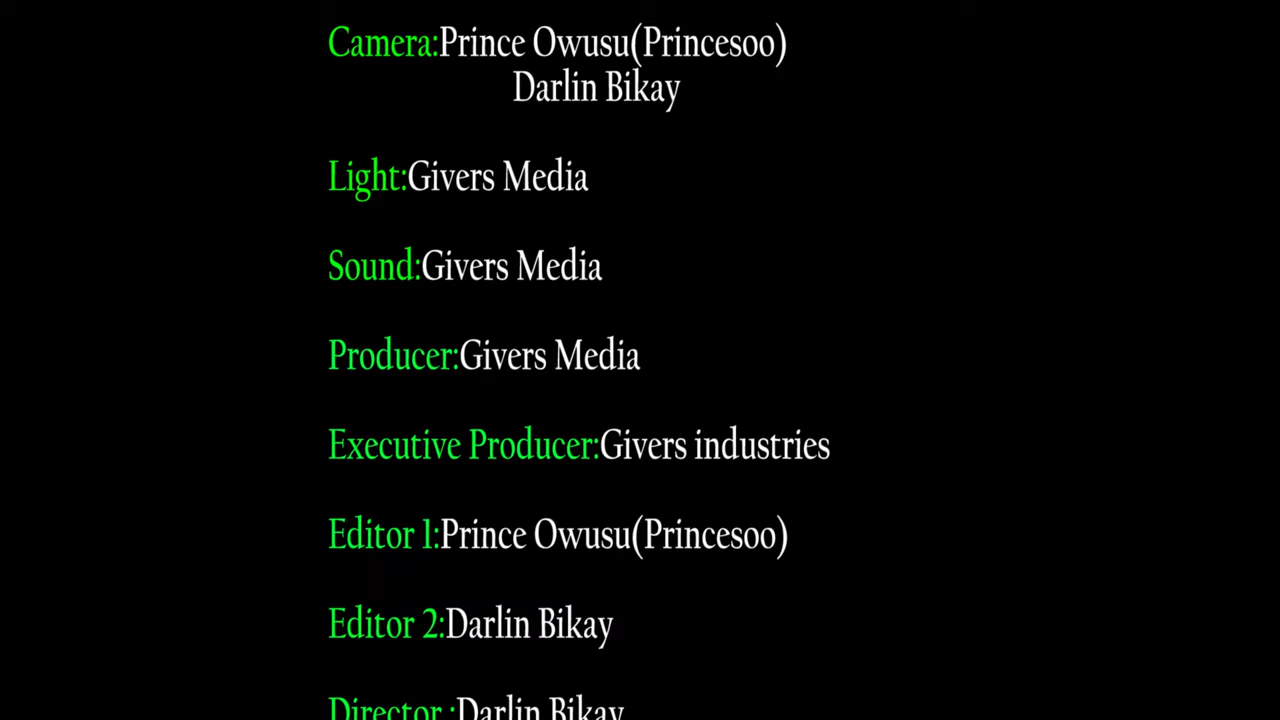 Camera:Prince Owusu(Princesoo)
Darlin Bikay
Light:Givers Media
Sound:Givers Media
Producer:Givers Media
Executive Producer:Givers industries
Editor 1:Prince Owusu(Princesoo)
Editor 2:Darlin Bikay
Director :Darlin Bikay